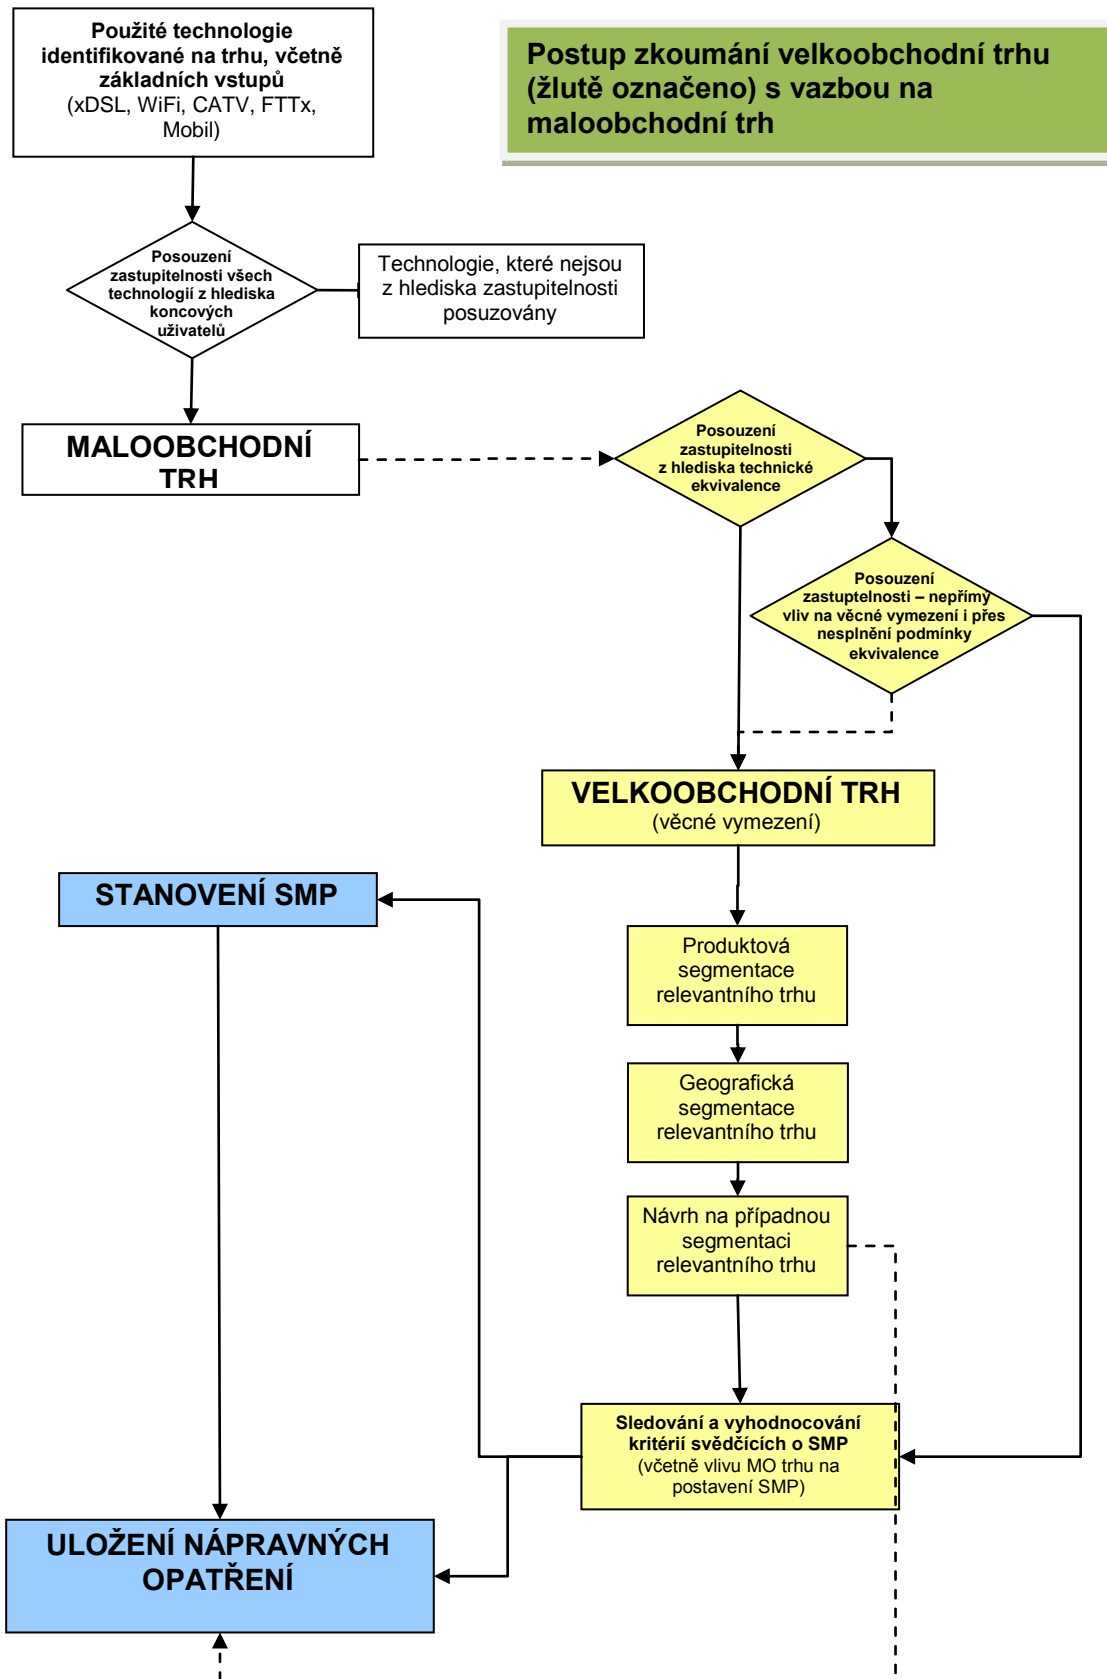 Použité technologie
identifikované na trhu, včetně
základních vstupů
(xDSL, WiFi, CATV, FTTx,
Mobil)
Postup zkoumání velkoobchodní trhu
(žlutě označeno) s vazbou na
maloobchodní trh
Posouzení
zastupitelnosti všech
technologií z hlediska
koncových
uživatelů
Technologie, které nejsou
z hlediska zastupitelnosti
posuzovány
MALOOBCHODNÍ
TRH
Posouzení
zastupitelnosti
z hlediska technické
ekvivalence
Posouzení
zastuptelnosti – nepřímý
vliv na věcné vymezení i přes
nesplnění podmínky
ekvivalence
VELKOOBCHODNÍ TRH
(věcné vymezení)
STANOVENÍ SMP
Produktová
segmentace
relevantního trhu
Geografická
segmentace
relevantního trhu
Návrh na případnou
segmentaci
relevantního trhu
Sledování a vyhodnocování
kritérií svědčících o SMP
(včetně vlivu MO trhu na
postavení SMP)
ULOŽENÍ NÁPRAVNÝCH
OPATŘENÍ